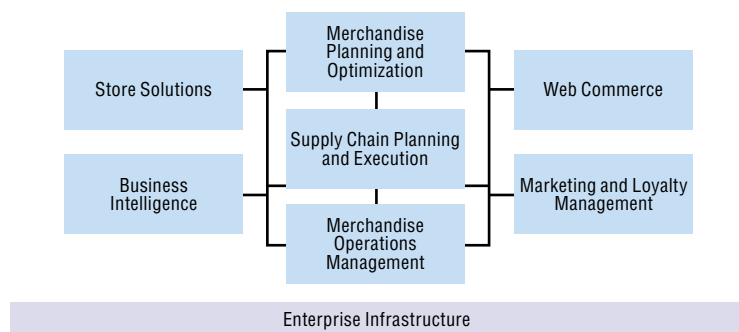 Merchandise
Planning and
Optimization
Store Solutions
Web Commerce
Supply Chain Planning
and Execution
Business
Intelligence
Marketing and Loyalty
Management
Merchandise
Operations
Management
Enterprise Infrastructure